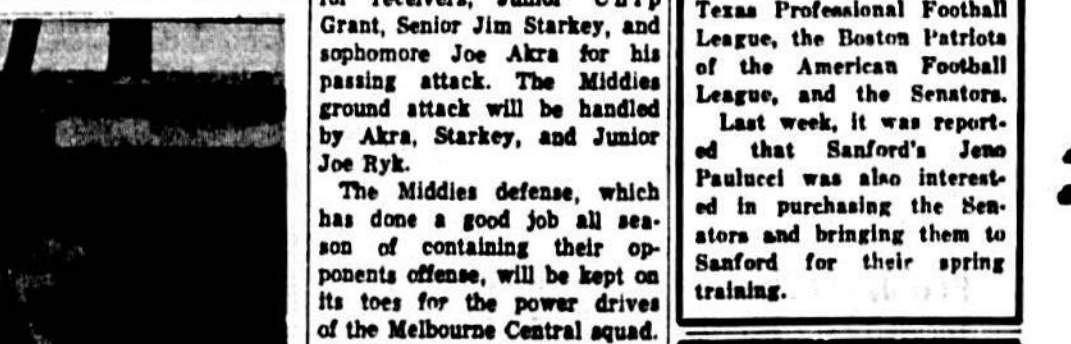 for receivers, Junior Chip
Grant, Senior Jim Starkey, and
sophomore Joe Akra for his
passing attack. The Middies
ground attack will be handled
by Akra, Starkey, and Junior
Joe Ryk.
The Middies defense, which
has done a good job all sea-
son of containing their op-
ponents offense, will be kept on
its toes for the power drives
of the Melbourne Central squad.
Texas Professional Football
League, the Boston Patriots
of the American Football
League, and the Senators.
Last week, it was report-
ed that Sanford's Jeno
Paulucci was also interest-
ed in purchasing the Sen-
ators and bringing them to
Sanford for their spring
training.